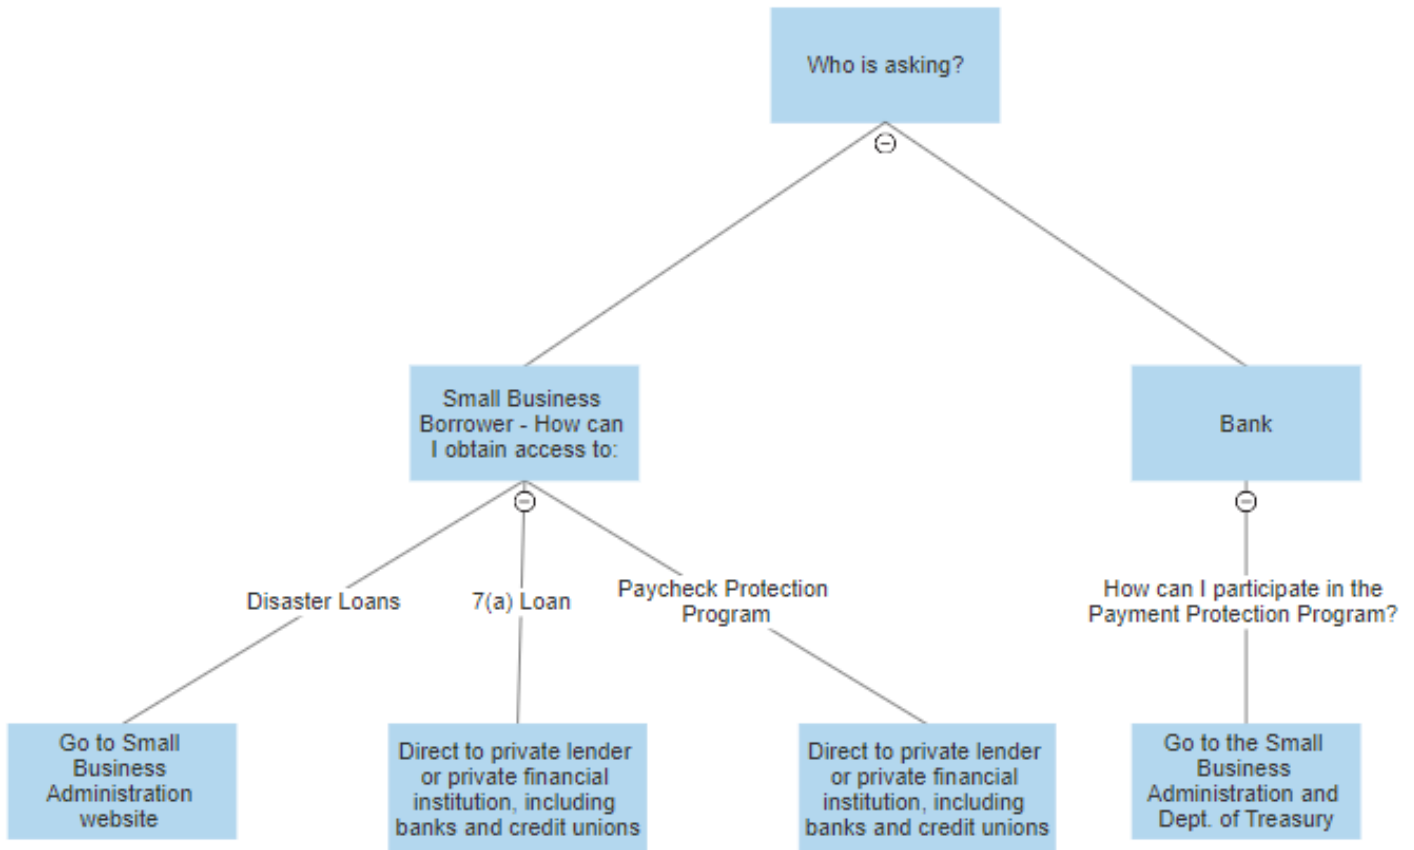 Who is asking?
Small Business
Borrower - How can
I obtain access to:
Bank
Disaster Loans
7(a) Loan
Paycheck Protection
Program
How can I participate in the
Payment Protection Program?
Go to Small
Business
Administration
website
Direct to private lender
or private financial
institution, including
banks and credit unions
Direct to private lender
or private financial
institution, including
banks and credit unions
Go to the Small
Business
Administration and
Dept. of Treasury